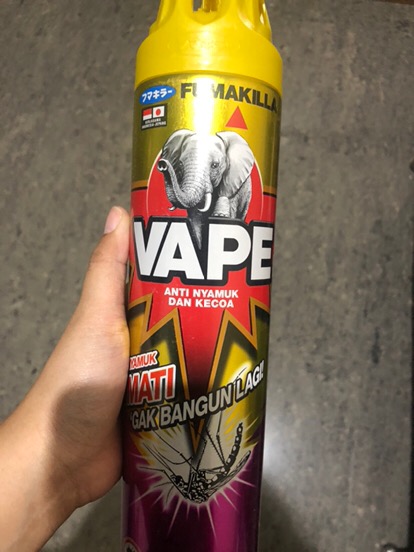 フマキラー FUMAKILLA
VAPE
ANTI NYAMUK
DAN KECOA
NYAMUK
MATI
GAK BANGUN LAGI!